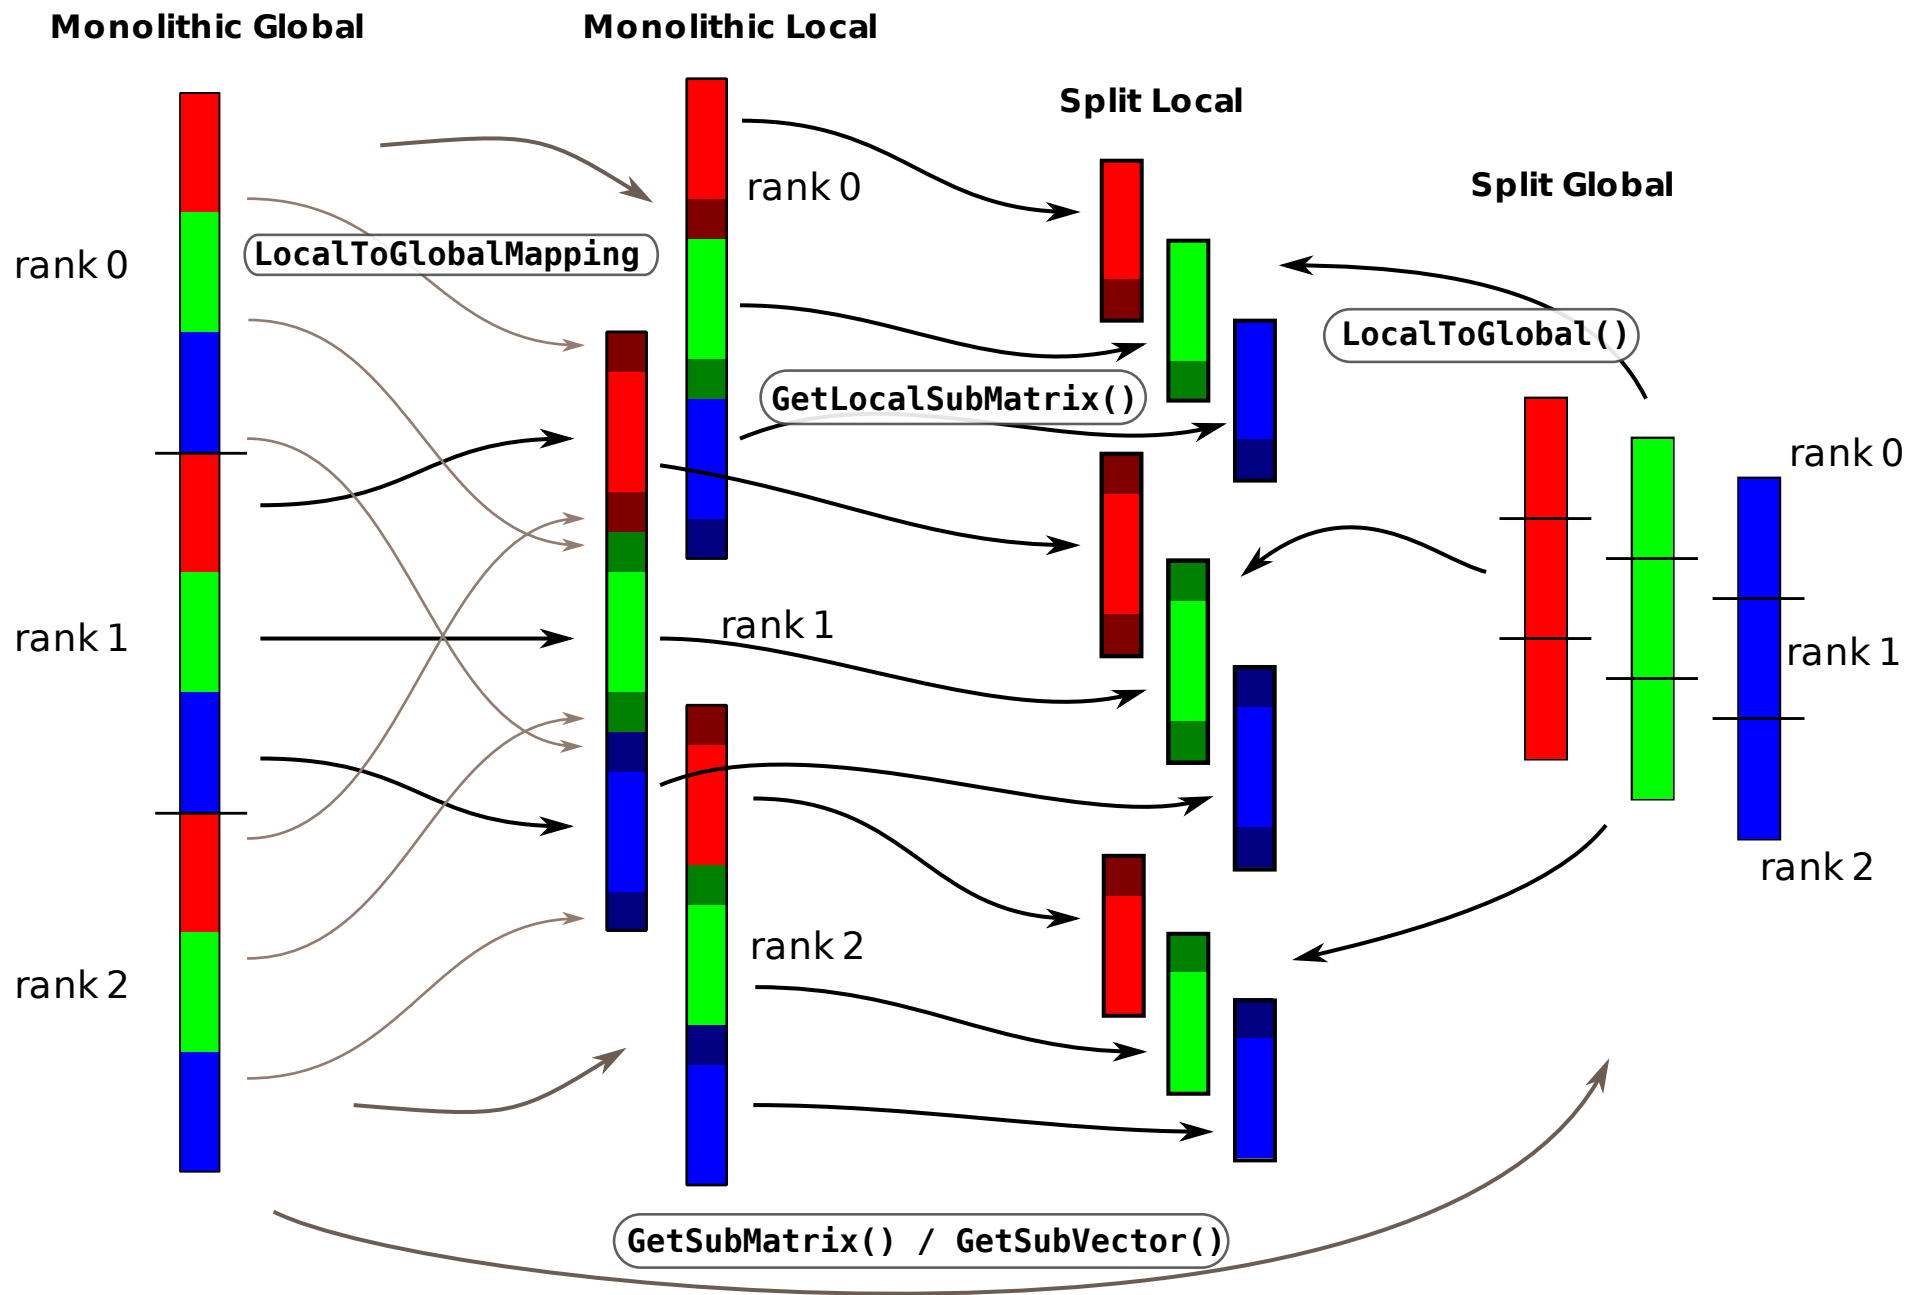 Monolithic Global
Monolithic Local
Split Local
Split Global
rank 0
rank 1
rank 2
LocalToGlobalMapping
rank 0
rank 1
rank 2
GetLocalSubMatrix()
LocalToGlobal()
rank 0
rank 1
rank 2
GetSubMatrix() / GetSubVector()